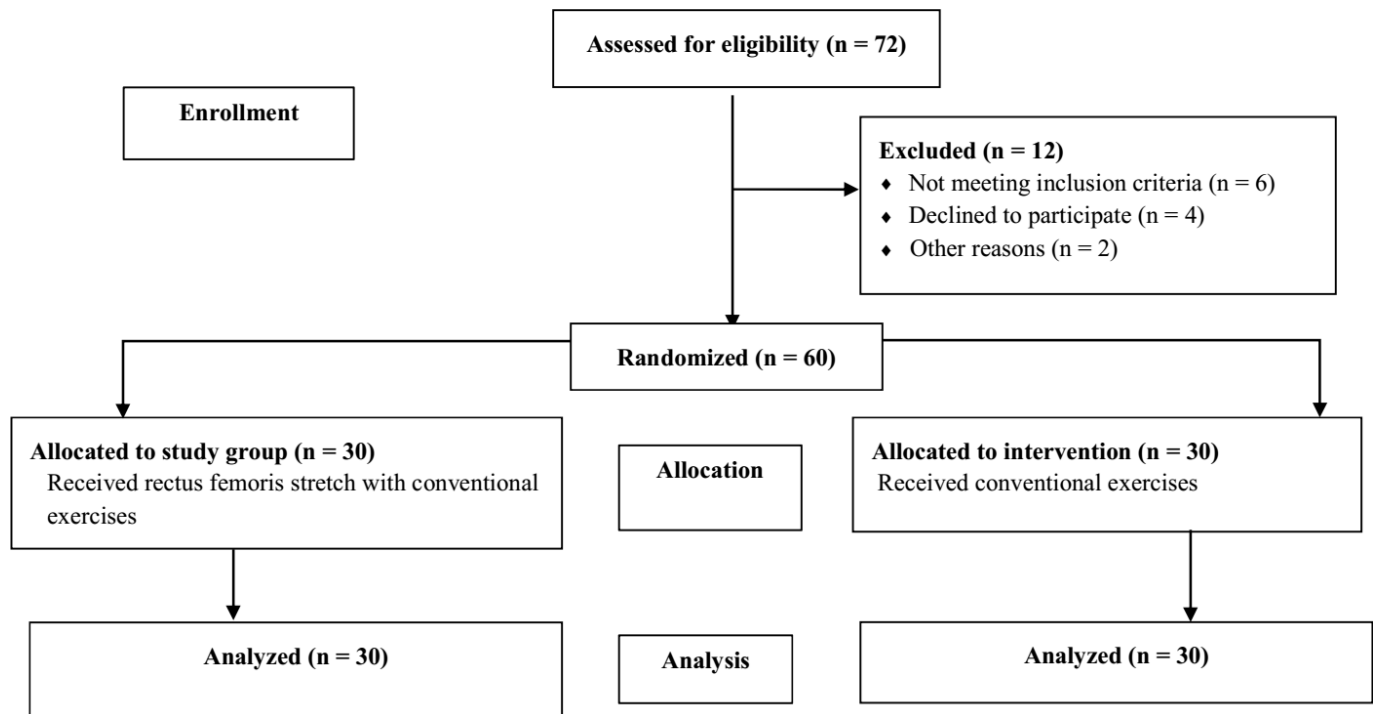 Assessed for eligibility (n = 72)
Enrollment
Excluded (n = 12)
♦ Not meeting inclusion criteria (n = 6)
♦ Declined to participate (n = 4)
♦ Other reasons (n = 2)
Randomized (n = 60)
Allocated to study group (n = 30)
Received rectus femoris stretch with conventional
exercises
Allocation
Allocated to intervention (n = 30)
Received conventional exercises
Analyzed (n = 30)
Analysis
Analyzed (n = 30)